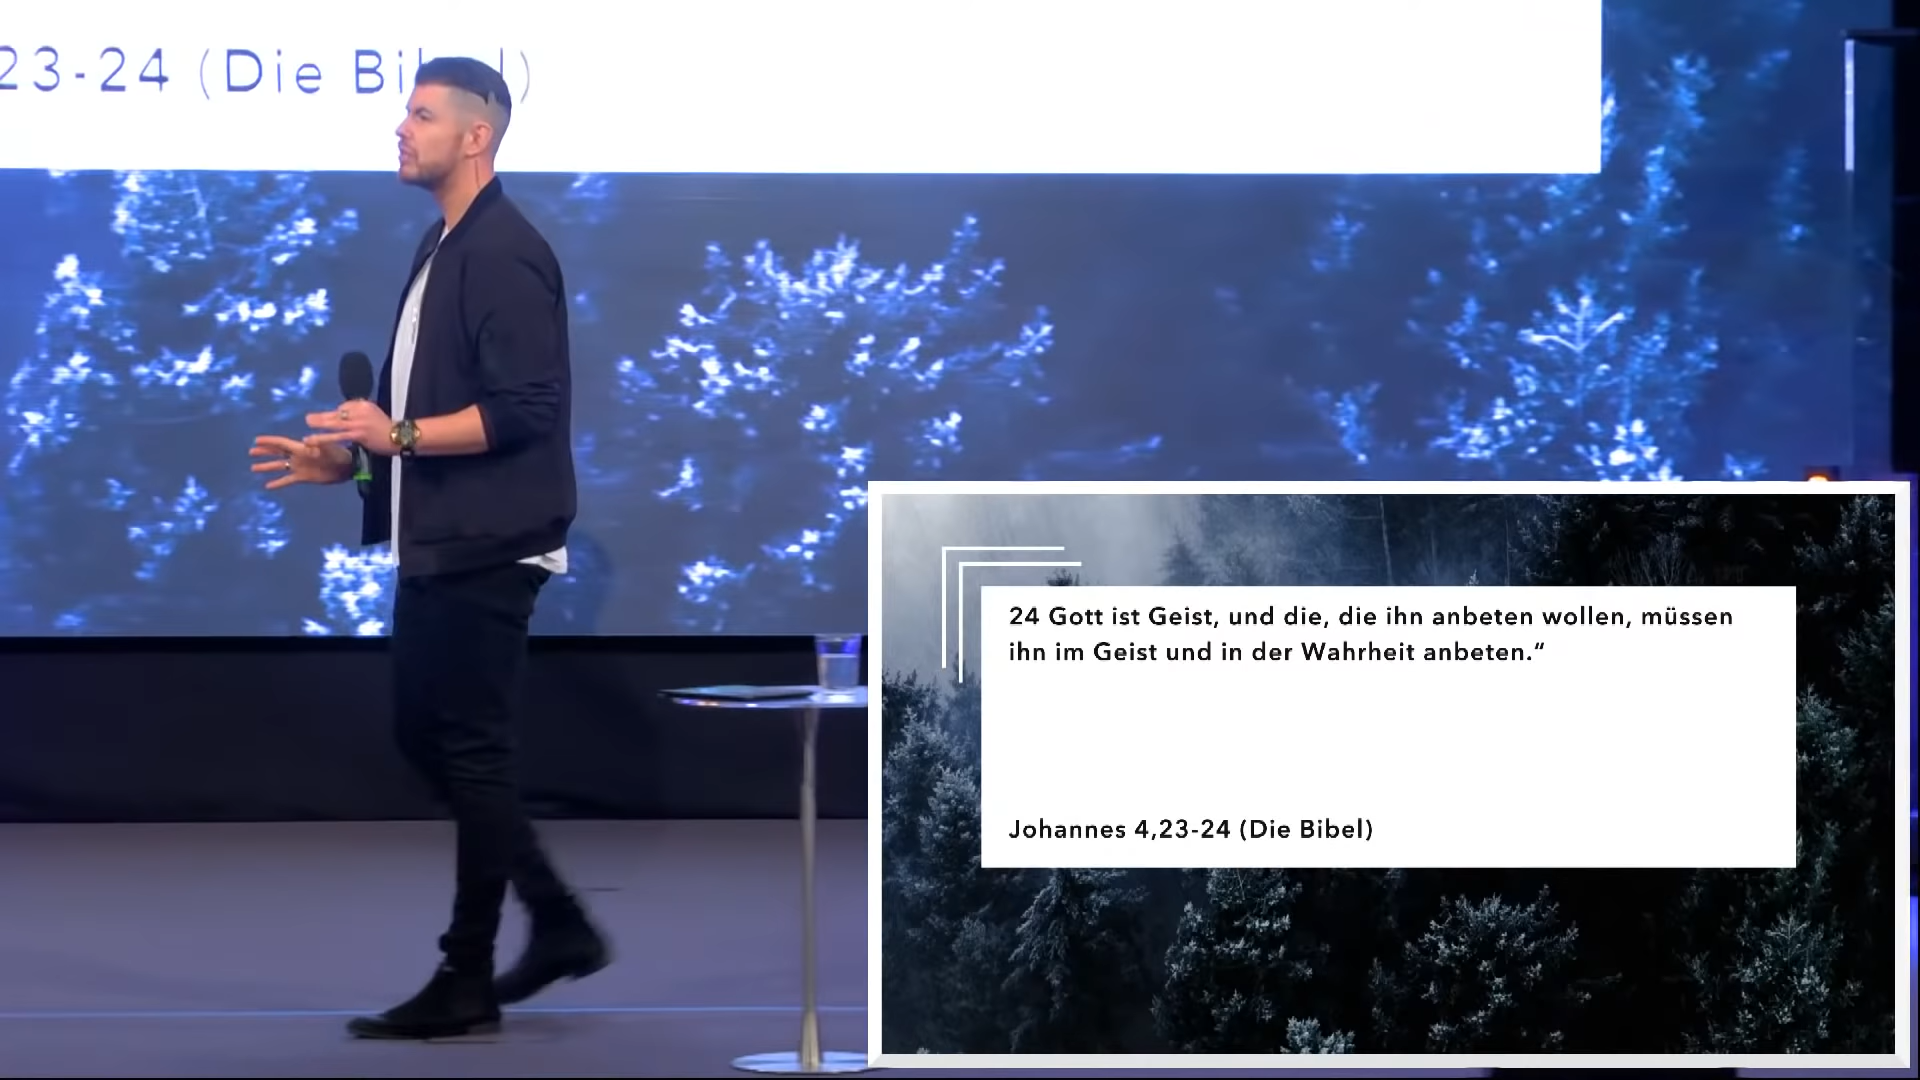 23-24 (Die Bibel)
24 Gott ist Geist, und die, die ihn anbeten wollen, müssen
ihn im Geist und in der Wahrheit anbeten.“
Johannes 4,23-24 (Die Bibel)